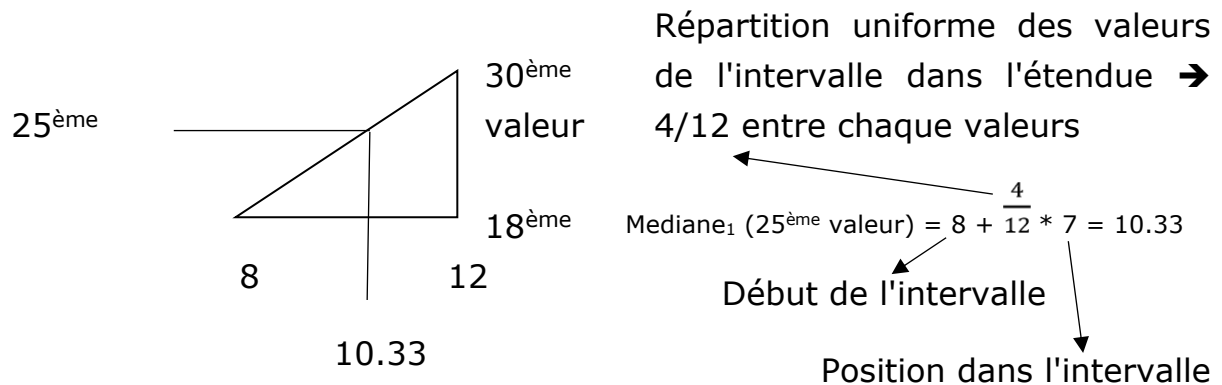 Répartition uniforme des valeurs
de l'intervalle dans l'étendue ➔
4/12 entre chaque valeurs
30ème
valeur
25ème
18ème
8
12
10.33
Mediane₁ (25ème valeur) = 8 + 4/12 * 7 = 10.33
Début de l'intervalle
Position dans l'intervalle